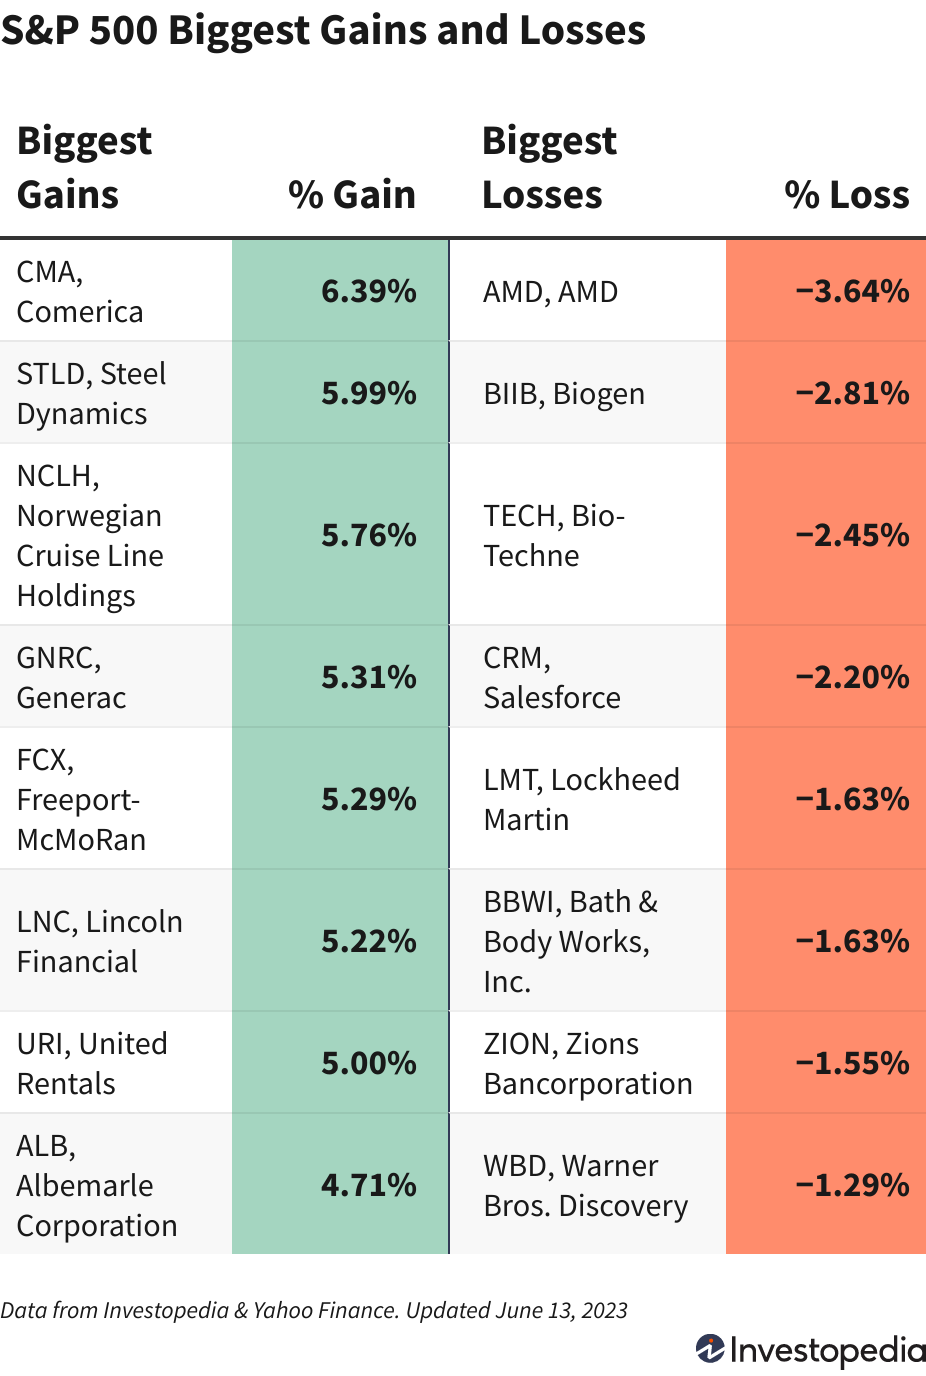 S&P 500 Biggest Gains and Losses
Biggest
Gains
% Gain
Biggest
Losses
% Loss
CMA,
Comerica
6.39%
AMD, AMD
−3.64%
STLD, Steel
Dynamics
5.99%
BIIB, Biogen
−2.81%
NCLH,
Norwegian
Cruise Line
Holdings
5.76%
TECH, Bio-
Techne
−2.45%
GNRC,
Generac
5.31%
CRM,
Salesforce
−2.20%
FCX,
Freeport-
McMoRan
5.29%
LMT, Lockheed
Martin
−1.63%
LNC, Lincoln
Financial
5.22%
BBWI, Bath &
Body Works,
Inc.
−1.63%
URI, United
Rentals
5.00%
ZION, Zions
Bancorporation
−1.55%
ALB,
Albemarle
Corporation
4.71%
WBD, Warner
Bros. Discovery
−1.29%
Data from Investopedia & Yahoo Finance. Updated June 13, 2023
Investopedia